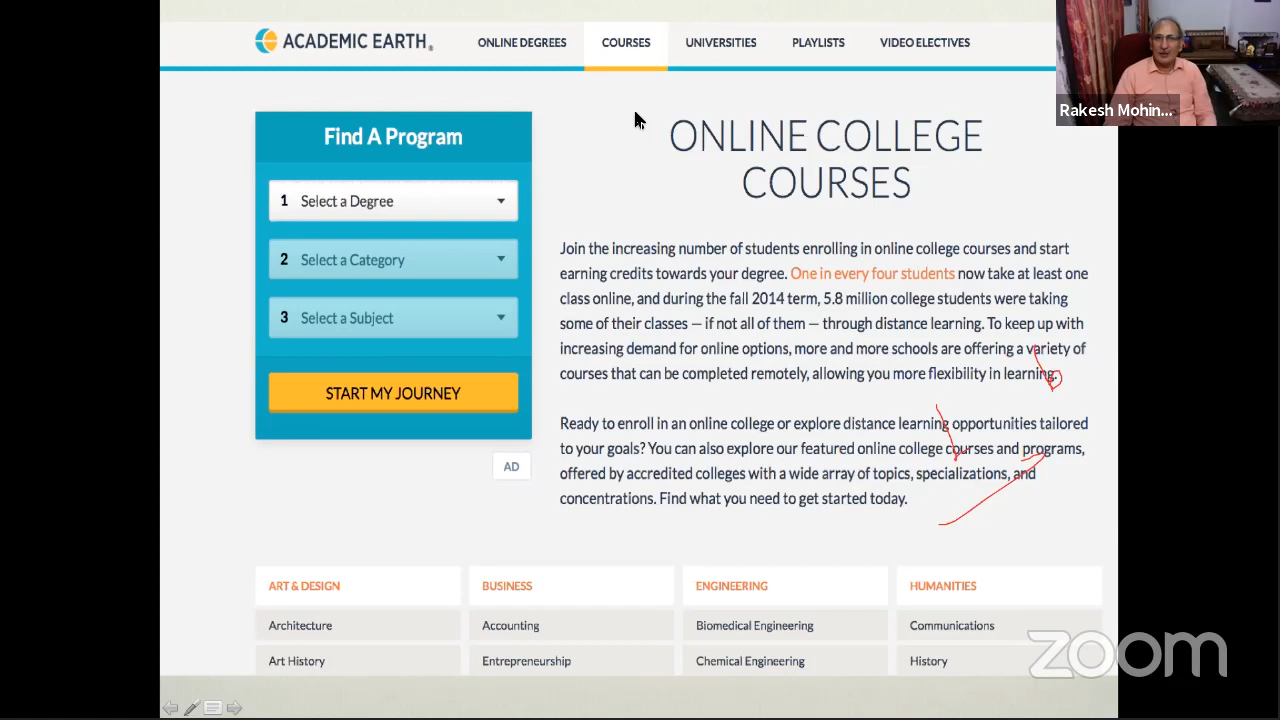 ACADEMIC EARTH
ONLINE DEGREES COURSES UNIVERSITIES PLAYLISTS VIDEO ELECTIVES
Rakesh Mohin...
Find A Program
1 Select a Degree
2 Select a Category
3 Select a Subject
START MY JOURNEY
AD
ONLINE COLLEGE
COURSES
Join the increasing number of students enrolling in online college courses and start
earning credits towards your degree. One in every four students now take at least one
class online, and during the fall 2014 term, 5.8 million college students were taking
some of their classes — if not all of them — through distance learning. To keep up with
increasing demand for online options, more and more schools are offering a variety of
courses that can be completed remotely, allowing you more flexibility in learning.
Ready to enroll in an online college or explore distance learning opportunities tailored
to your goals? You can also explore our featured online college courses and programs,
offered by accredited colleges with a wide array of topics, specializations, and
concentrations. Find what you need to get started today.
ART & DESIGN BUSINESS ENGINEERING HUMANITIES
Architecture Accounting Biomedical Engineering Communications
Art History Entrepreneurship Chemical Engineering History
zoom